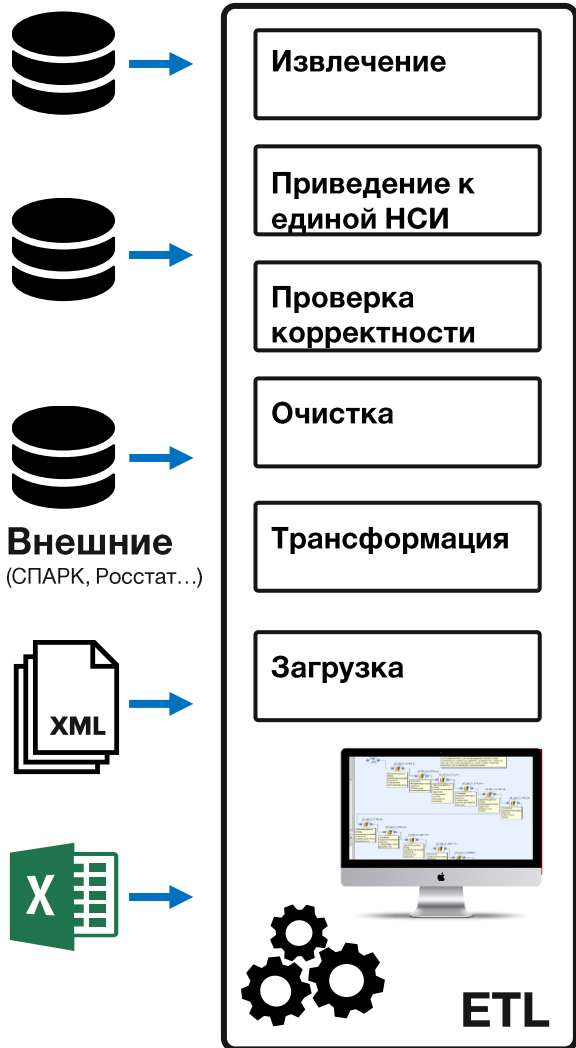 Извлечение
Приведение к
единой НСИ
Проверка
корректности
Очистка
Внешние
(СПАРК, Росстат...)
Трансформация
Загрузка
XML
X
ETL